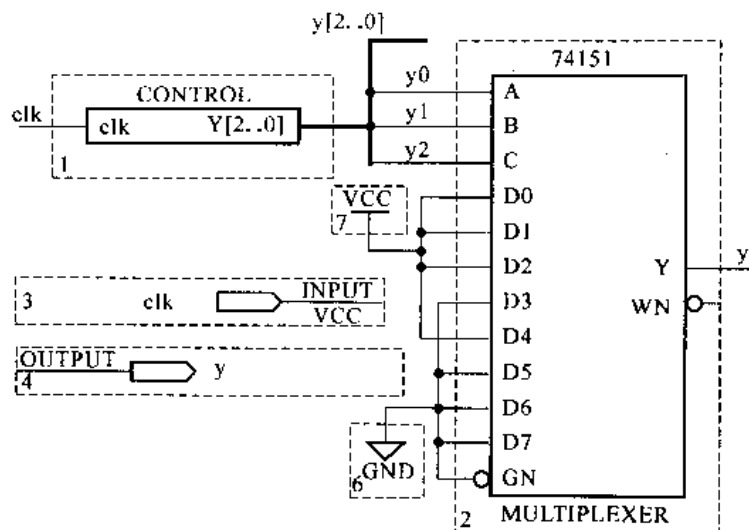 y[2..0]
74151
CONTROL
clk
clk Y[2..0]
1
y0
y1
y2
A
B
C
VCC
7
D0
D1
D2
D3
D4
D5
D6
D7
GN
Y
WN
y
3 clk INPUT
VCC
OUTPUT
4 y
GND
6
2
MULTIPLEXER